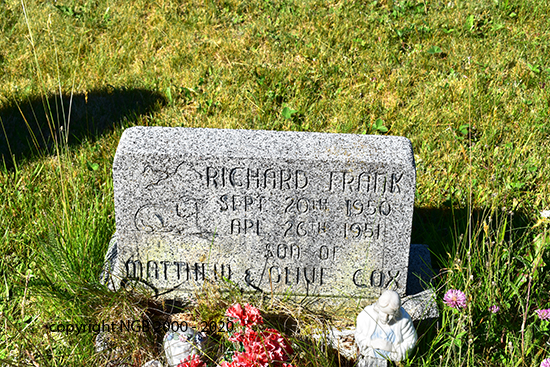 RICHARD FRANK
SEPT 20TH 1950
APL 26TH 1951
SON OF
MATTHEW & OLIVE COX
copyright NGB 2000 - 2020